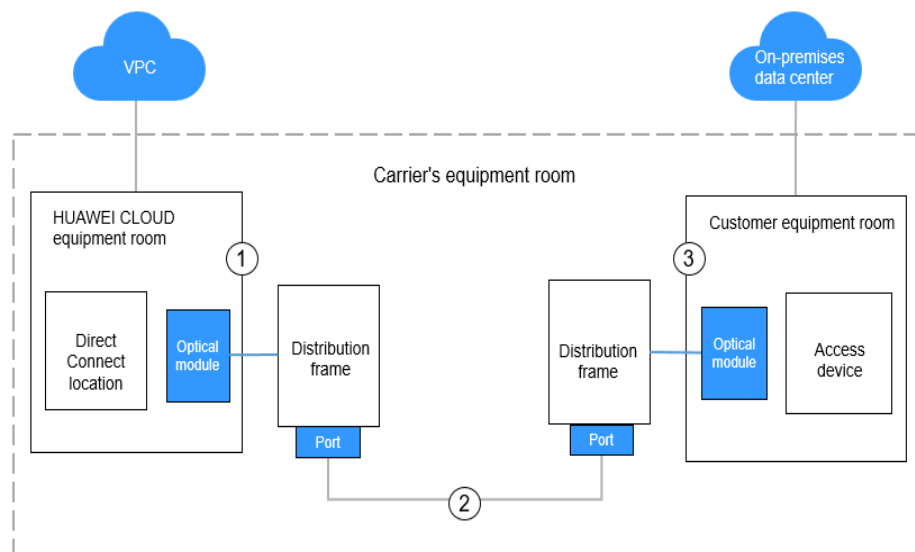 VPC
On-premises
data center
Carrier's equipment room
HUAWEI CLOUD
equipment room
Customer equipment room
1
3
Direct
Connect
location
Optical
module
Distribution
frame
Distribution
frame
Optical
module
Access
device
Port
Port
2